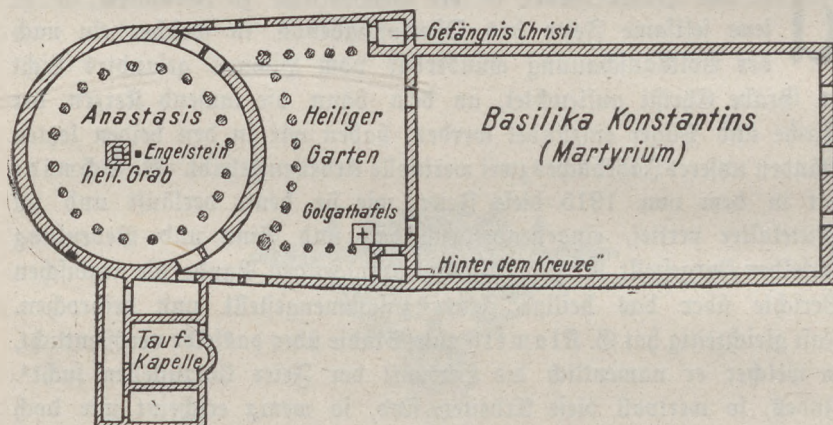 Gefängnis Christi
Anastasis
Engelstein
heil. Grab
Heiliger
Garten
Golgathafels
Basilika Konstantins
(Martyrium)
„Hinter dem Kreuze“
Tauf-
Kapelle